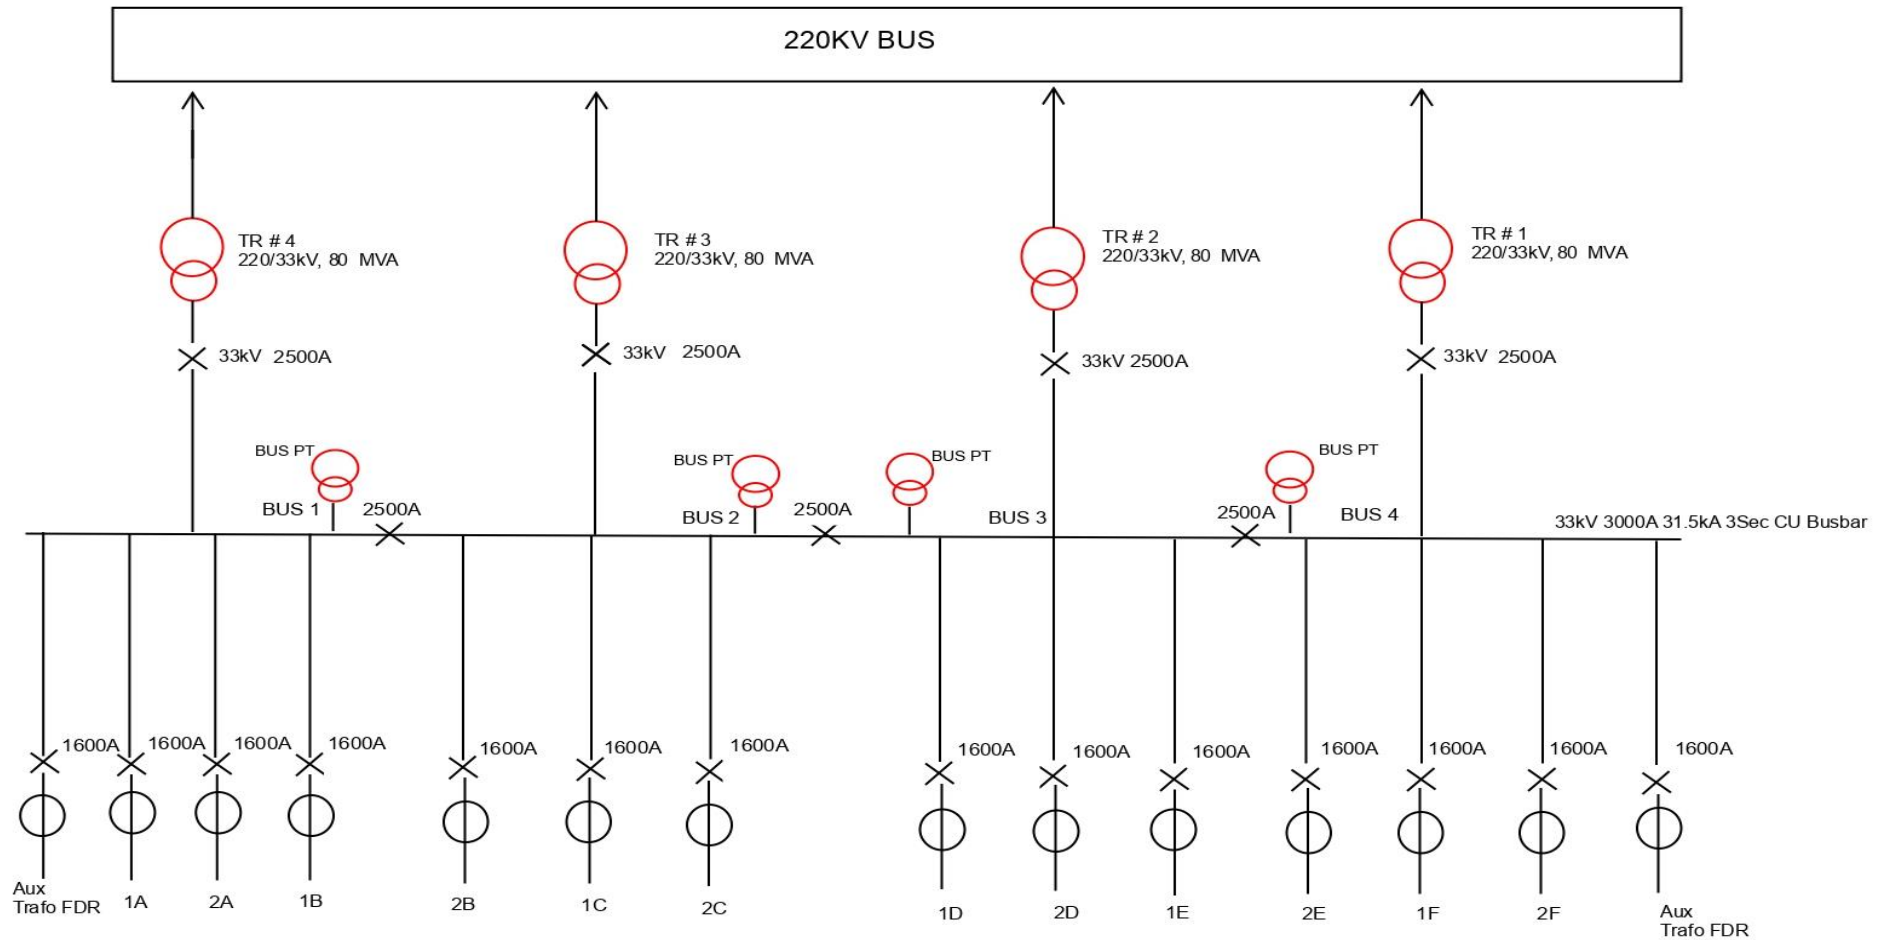 220KV BUS
TR # 4
220/33kV, 80 MVA
TR # 3
220/33kV, 80 MVA
TR # 2
220/33kV, 80 MVA
TR # 1
220/33kV, 80 MVA
33kV 2500A
33kV 2500A
33kV 2500A
33kV 2500A
BUS PT
BUS PT
BUS PT
BUS PT
BUS 1
2500A
BUS 2
2500A
BUS 3
2500A
BUS 4
33kV 3000A 31.5kA 3Sec CU Busbar
1600A
1600A
1600A
1600A
1600A
1600A
1600A
1600A
1600A
1600A
1600A
1600A
1600A
1600A
Aux
Trafo FDR
1A
2A
1B
2B
1C
2C
1D
2D
1E
2E
1F
2F
Aux
Trafo FDR